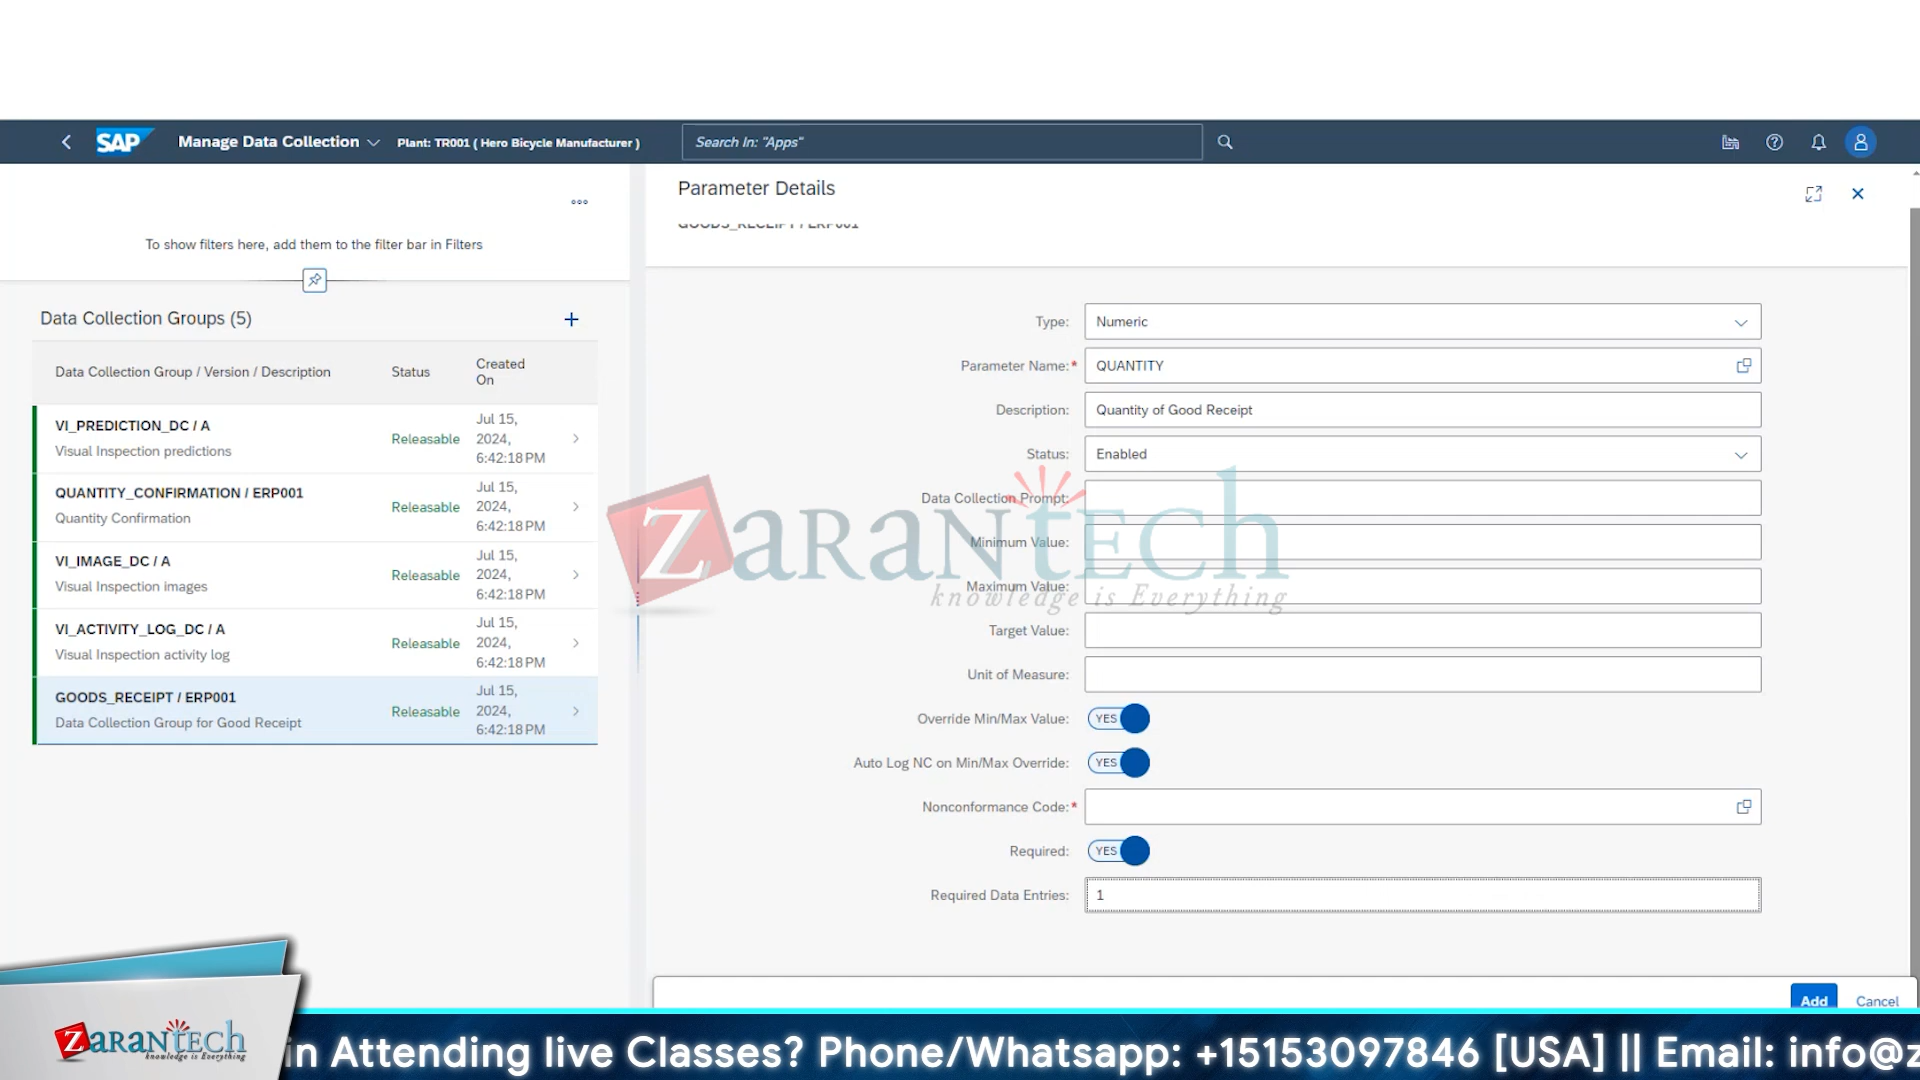 SAP Manage Data Collection Plant: TR001 ( Hero Bicycle Manufacturer ) Search In: "Apps"
To show filters here, add them to the filter bar in Filters
Data Collection Groups (5)
Data Collection Group / Version / Description Status Created On
VI_PREDICTION_DC / A
Visual Inspection predictions
Releasable
Jul 15,
2024,
6:42:18 PM
QUANTITY_CONFIRMATION / ERP001
Quantity Confirmation
Releasable
Jul 15,
2024,
6:42:18 PM
VI_IMAGE_DC / A
Visual Inspection images
Releasable
Jul 15,
2024,
6:42:18 PM
VI_ACTIVITY_LOG_DC / A
Visual Inspection activity log
Releasable
Jul 15,
2024,
6:42:18 PM
GOODS_RECEIPT / ERP001
Data Collection Group for Good Receipt
Releasable
Jul 15,
2024,
6:42:18 PM
Parameter Details
GOODS_RECEIPT / ERP001
Type: Numeric
Parameter Name:* QUANTITY
Description: Quantity of Good Receipt
Status: Enabled
Data Collection Prompt:
Minimum Value:
Maximum Value:
Target Value:
Unit of Measure:
Override Min/Max Value: YES
Auto Log NC on Min/Max Override: YES
Nonconformance Code:*
Required: YES
Required Data Entries: 1
Add Cancel
ZaranTech
knowledge is Everything
ZaranTech
knowledge is Everything
in Attending live Classes? Phone/Whatsapp: +15153097846 [USA] || Email: info@z